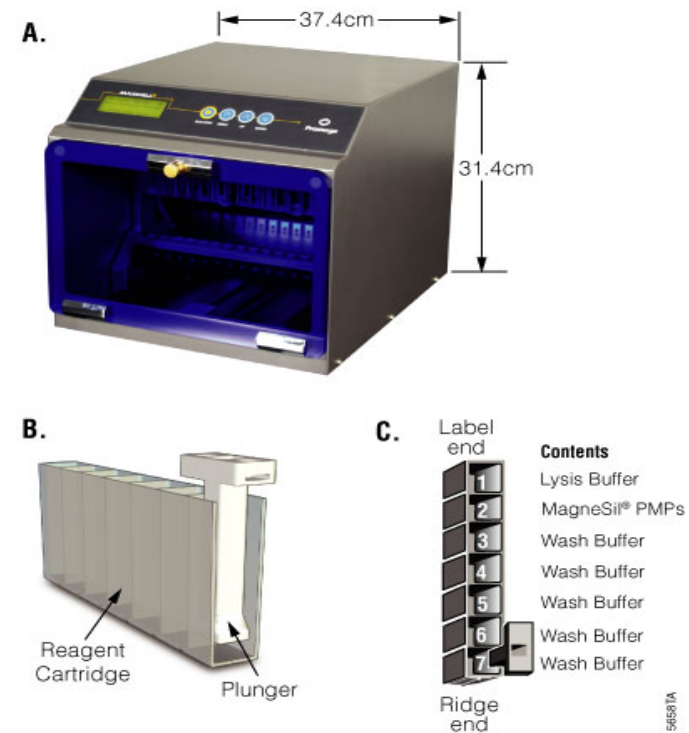 A.
37.4cm
31.4cm
Promega
B.
Reagent
Cartridge
Plunger
C.
Label
end
Contents
1 Lysis Buffer
2 MagneSil® PMPs
3 Wash Buffer
4 Wash Buffer
5 Wash Buffer
6 Wash Buffer
7 Wash Buffer
Ridge
end
5658TA